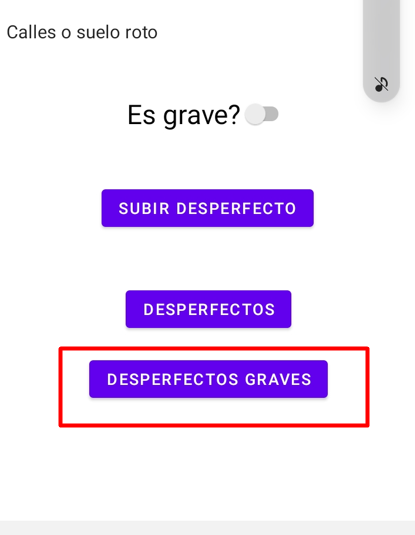 Calles o suelo roto
Es grave?
SUBIR DESPERFECTO
DESPERFECTOS
DESPERFECTOS GRAVES